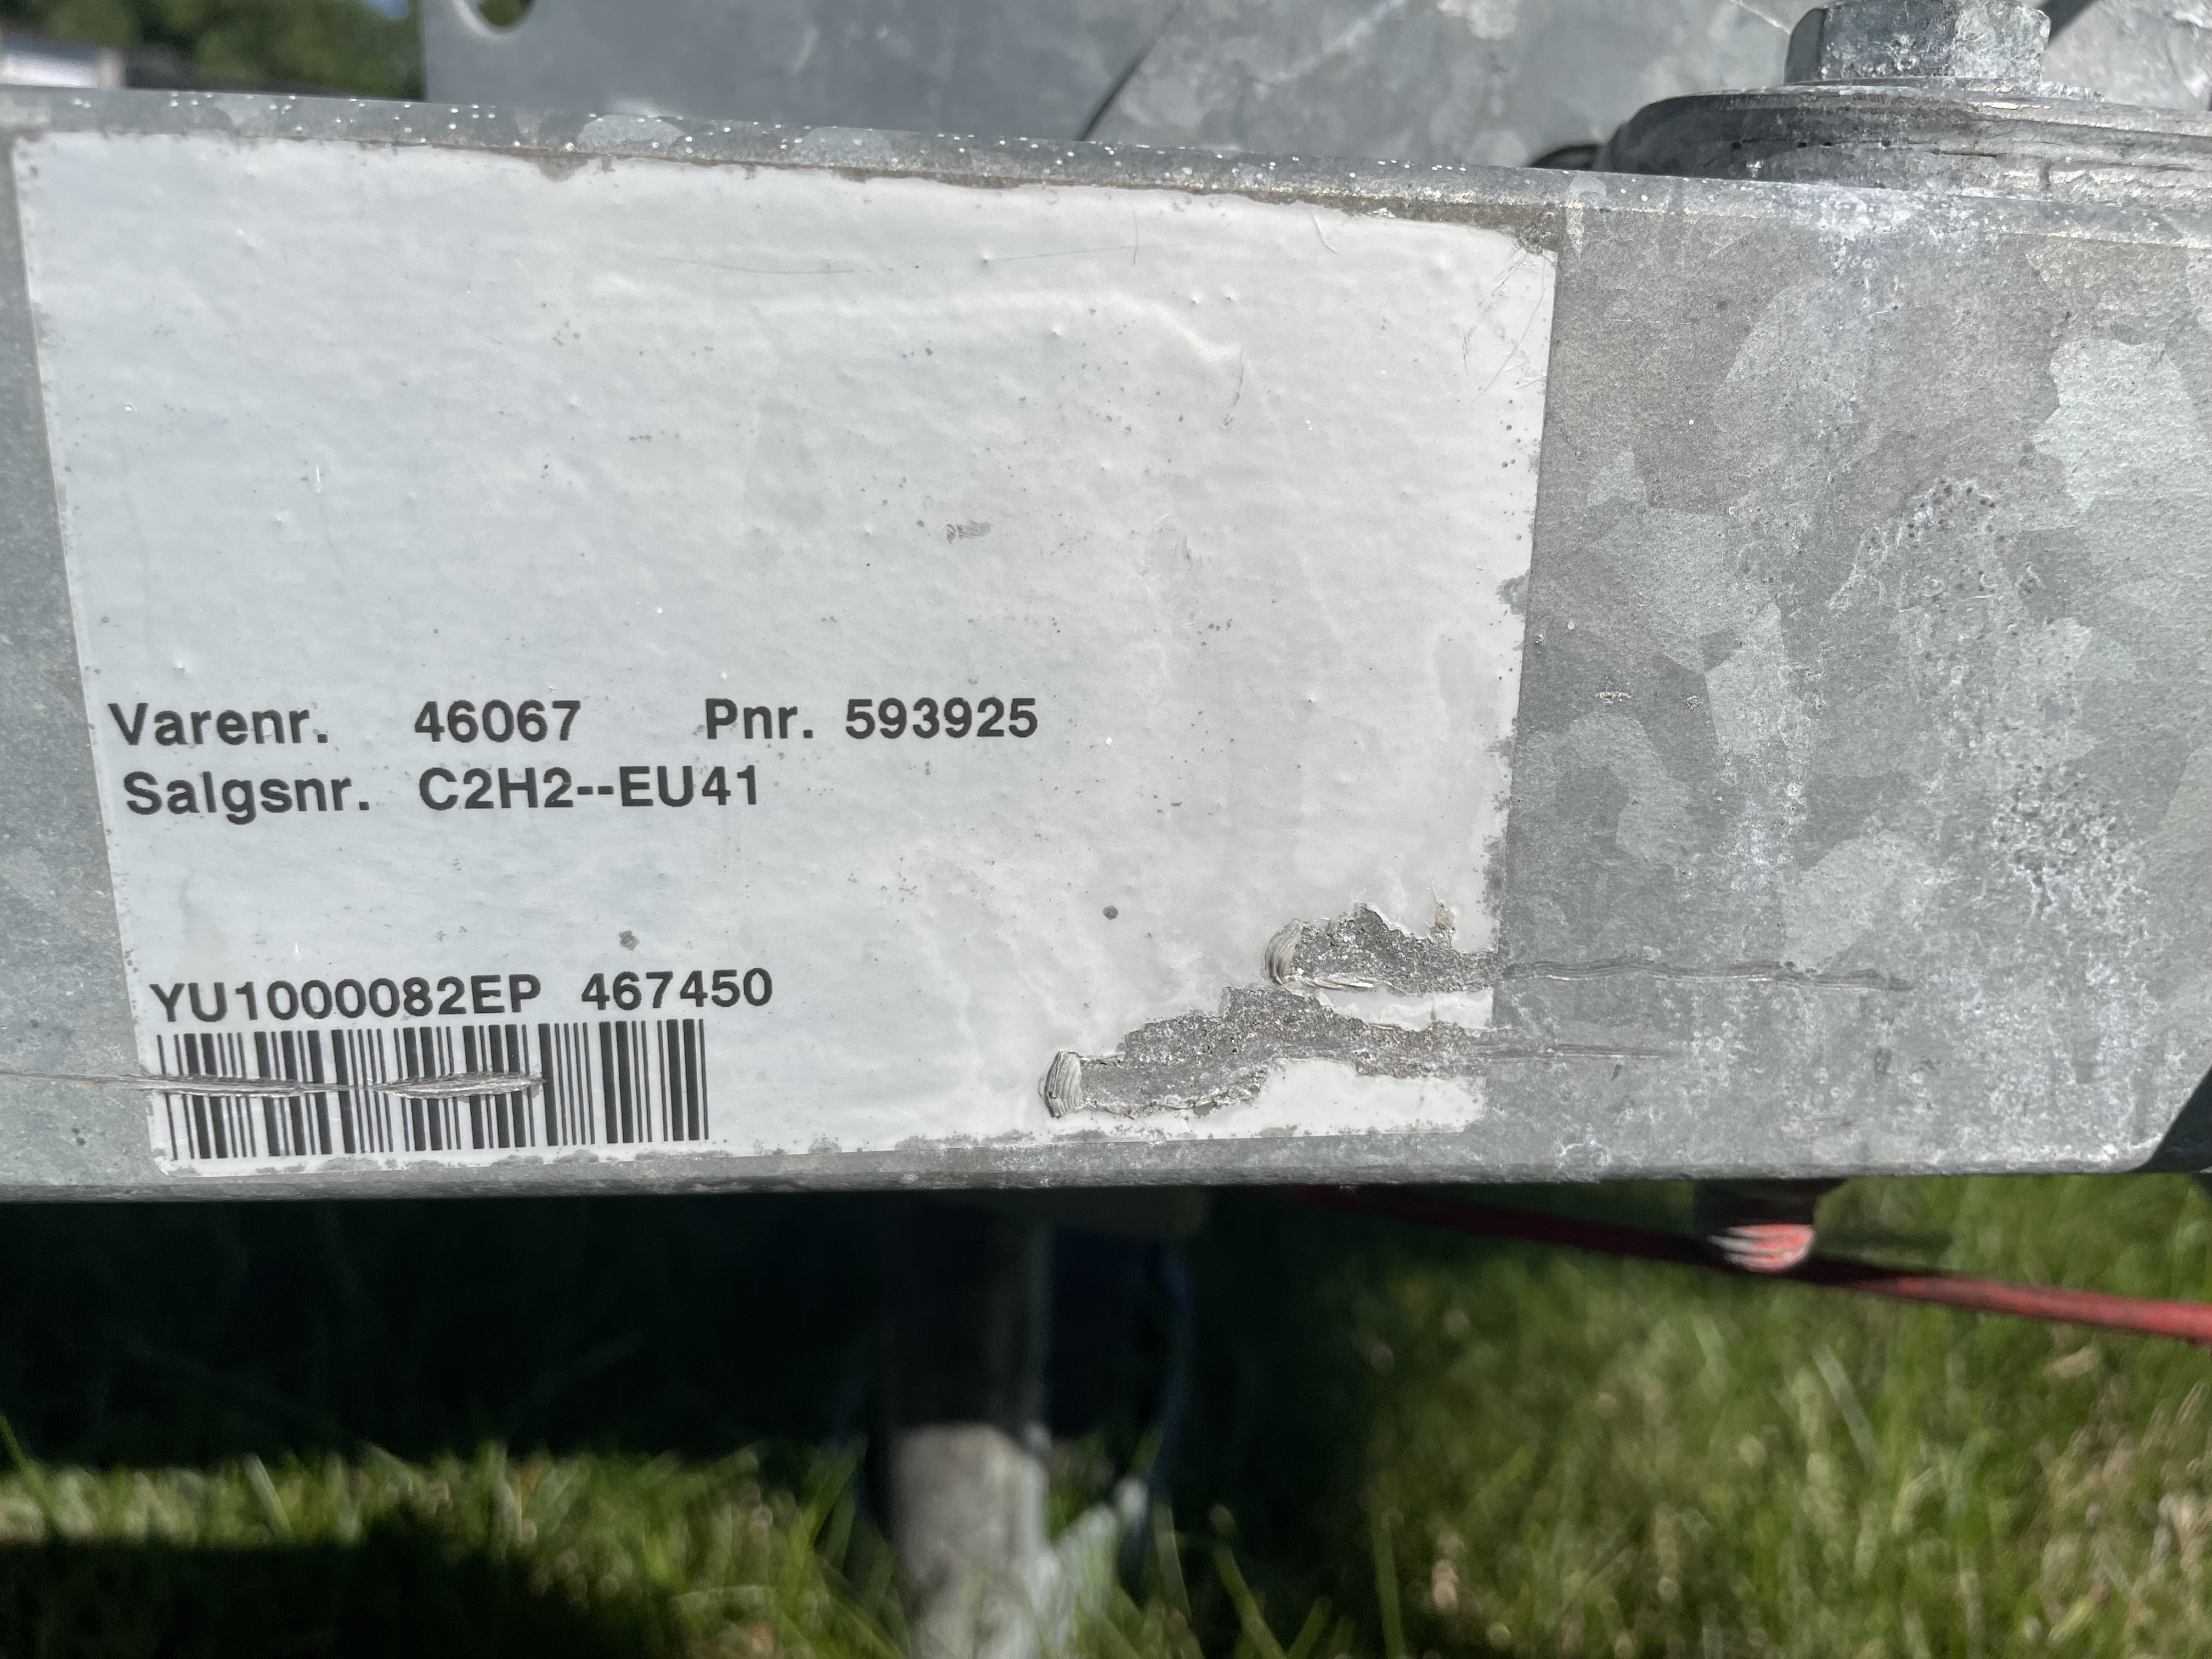 Varenr. 46067 Pnr. 593925
Salgsnr. C2H2--EU41
YU1000082EP 467450